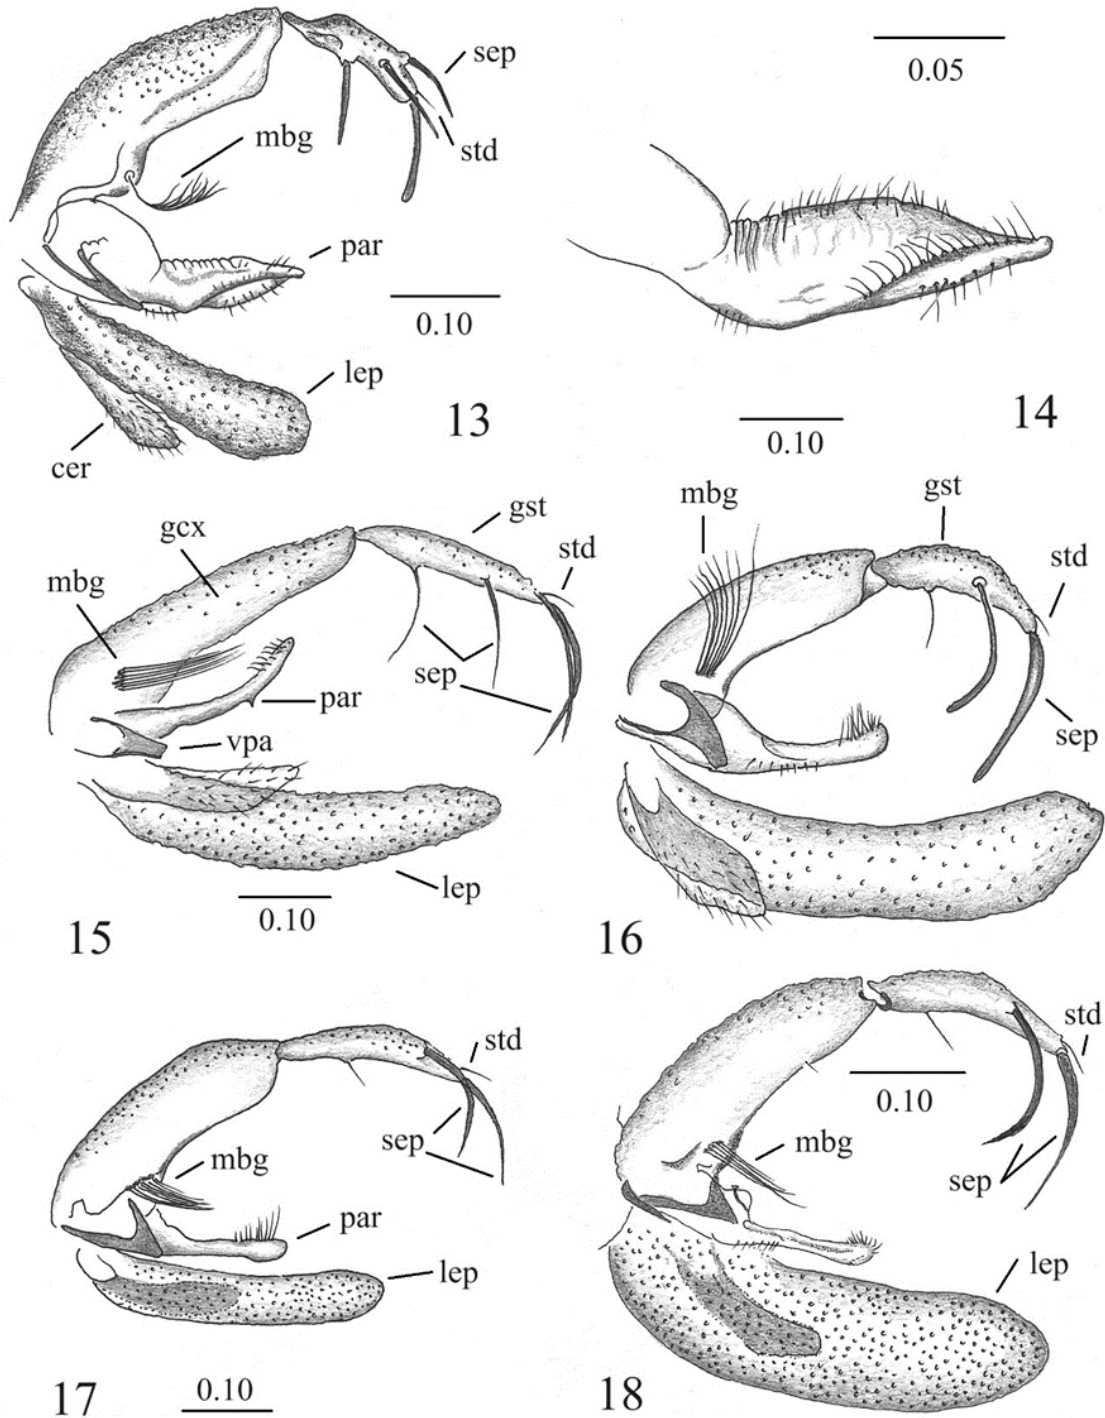 sep
std
mbg
par
0.10
lep
cer
13
0.05
14
0.10
mbg
gcx
gst
std
sep
par
vpa
lep
0.10
15
mbg
gst
std
sep
16
std
sep
mbg
par
lep
0.10
17
std
0.10
sep
mbg
lep
18